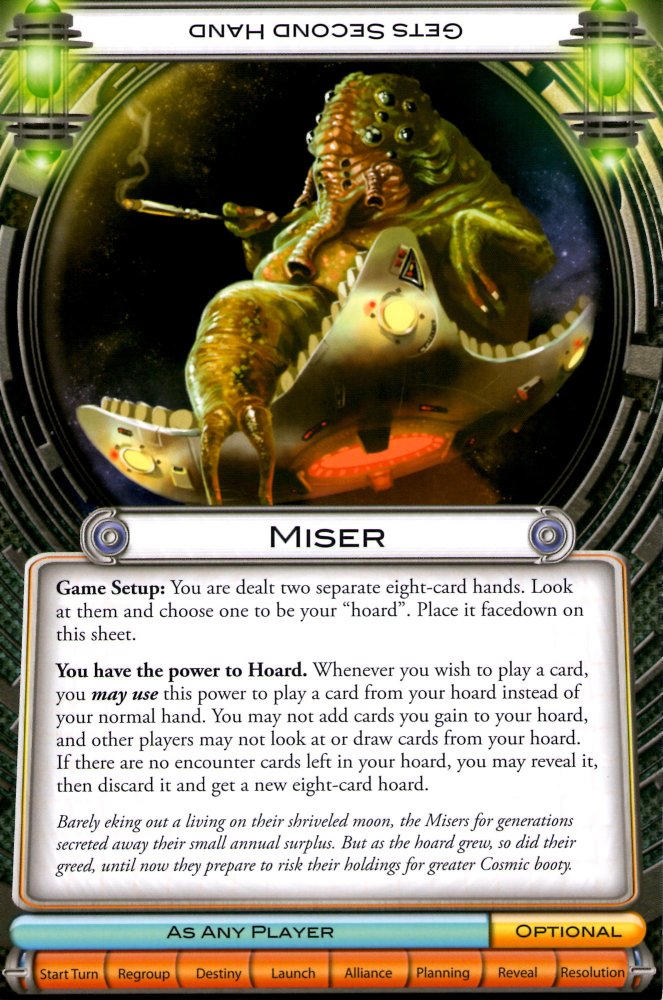 GETS SECOND HAND
MISER
Game Setup: You are dealt two separate eight-card hands. Look
at them and choose one to be your “hoard”. Place it facedown on
this sheet.
You have the power to Hoard. Whenever you wish to play a card,
you may use this power to play a card from your hoard instead of
your normal hand. You may not add cards you gain to your hoard,
and other players may not look at or draw cards from your hoard.
If there are no encounter cards left in your hoard, you may reveal it,
then discard it and get a new eight-card hoard.
Barely eking out a living on their shriveled moon, the Misers for generations
secreted away their small annual surplus. But as the hoard grew, so did their
greed, until now they prepare to risk their holdings for greater Cosmic booty.
AS ANY PLAYER OPTIONAL
Start Turn Regroup Destiny Launch Alliance Planning Reveal Resolution